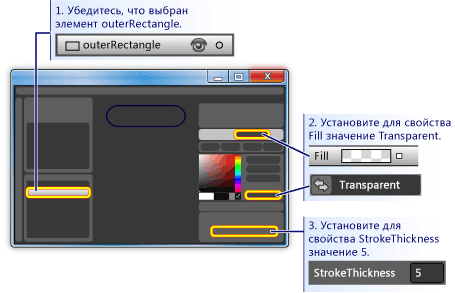 1. Убедитесь, что выбран
элемент outerRectangle.
outerRectangle
2. Установите для свойства
Fill значение Transparent.
Fill
Transparent
3. Установите для
свойства StrokeThickness
значение 5.
StrokeThickness 5